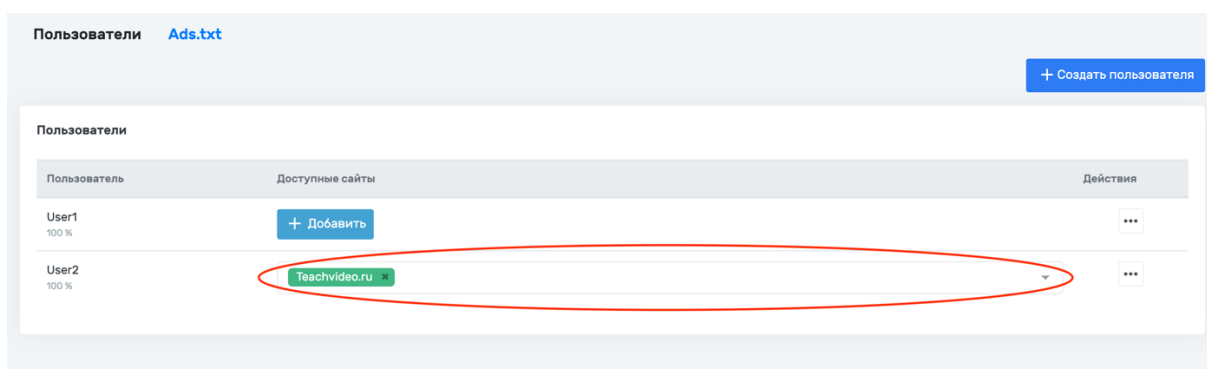 Пользователи Ads.txt
+ Создать пользователя
Пользователи
Пользователь Доступные сайты Действия
User1 + Добавить
100 %
User2 Teachvideo.ru
100 %